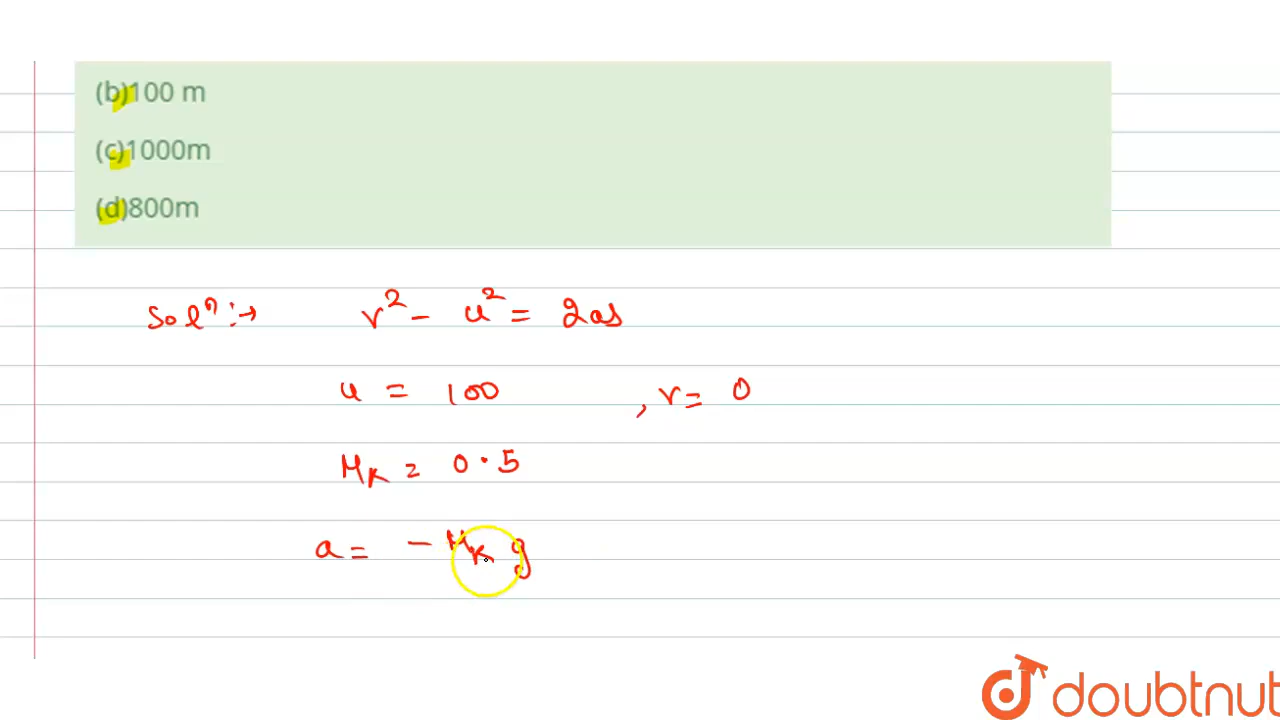 (b)100 m
(c)1000m
(d)800m
Solⁿ :→ v² - u² = 2as
u = 100 , v = 0
μₖ = 0.5
a = - μₖ g
doubtnut